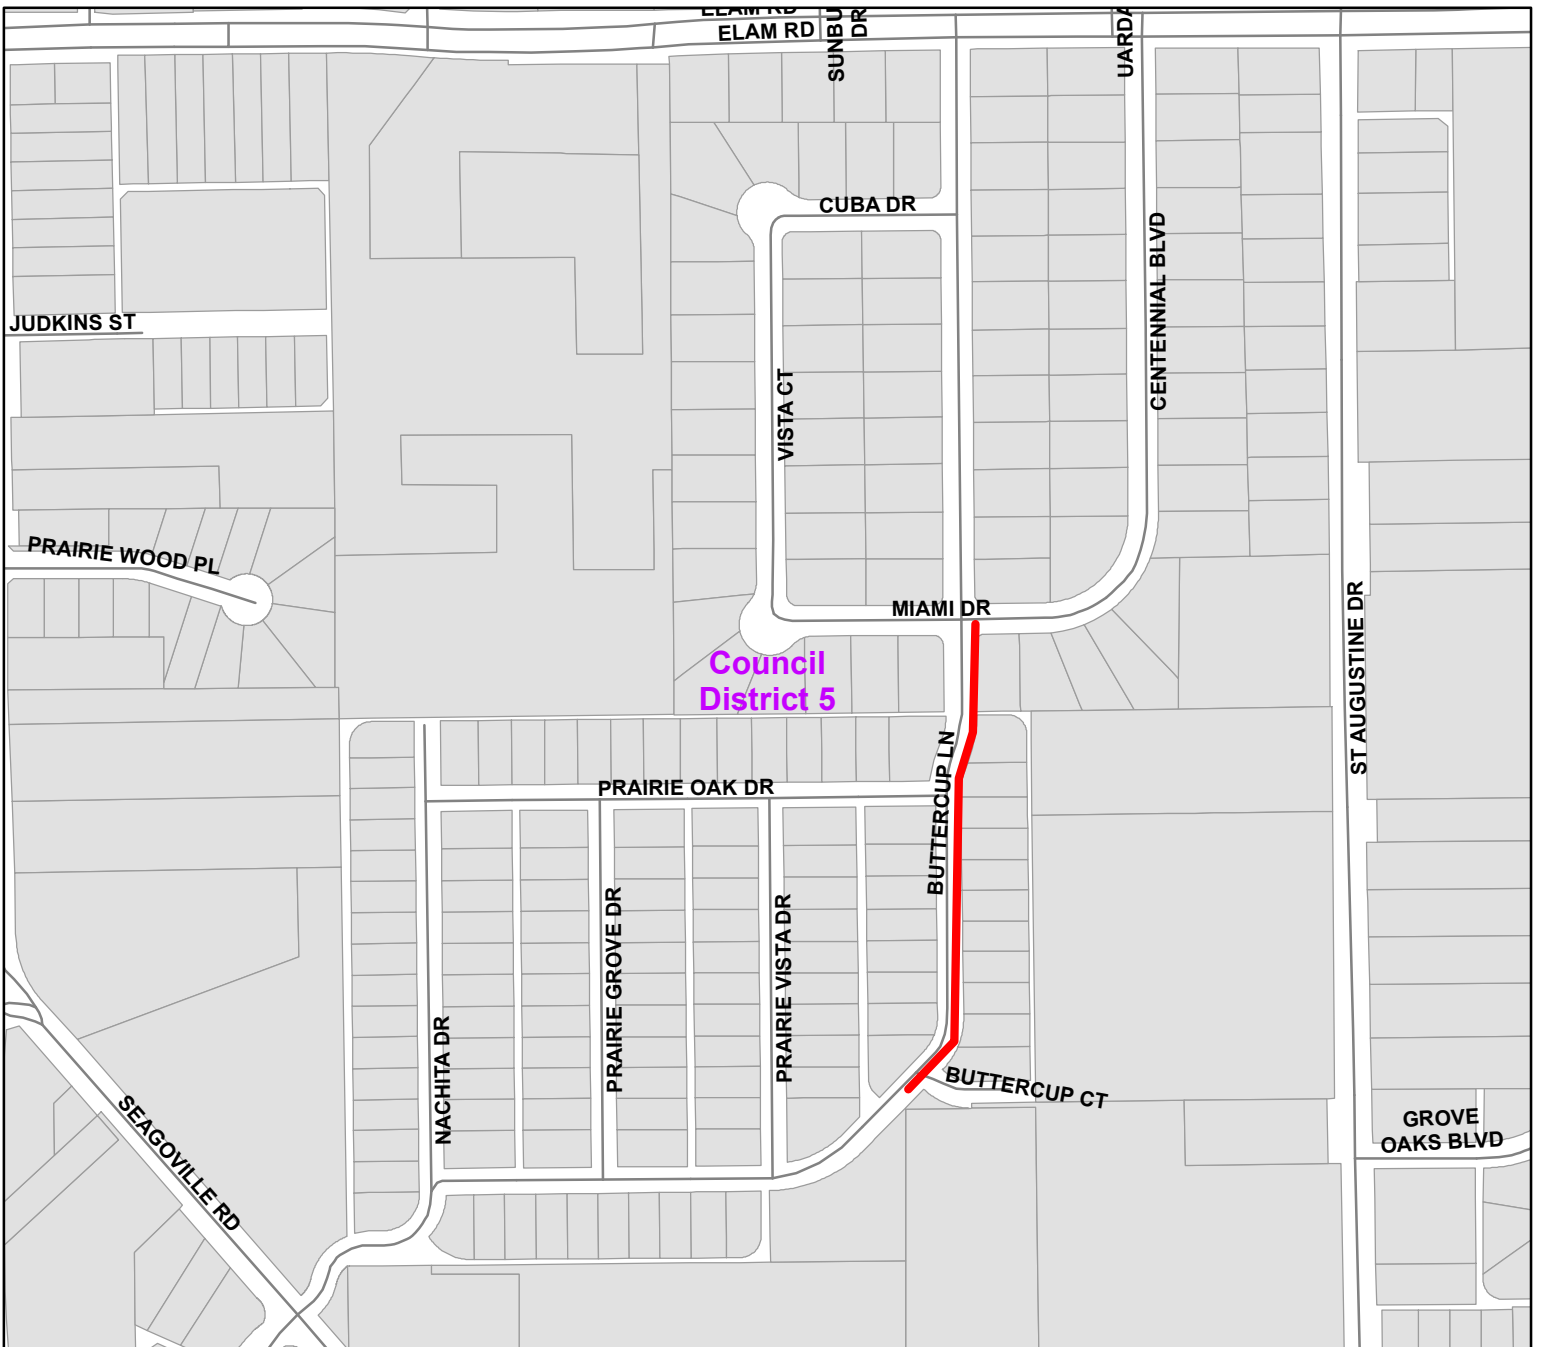 ELAM RD
ELAM RD
DR
CUBA DR
CENTENNIAL BLVD
JUDKINS ST
VISTA CT
PRAIRIE WOOD PL
MIAMI DR
ST AUGUSTINE DR
Council
District 5
BUTTERCUP LN
PRAIRIE OAK DR
PRAIRIE GROVE DR
PRAIRIE VISTA DR
NACHITA DR
BUTTERCUP CT
SEAGOVILLE RD
GROVE
OAKS BLVD